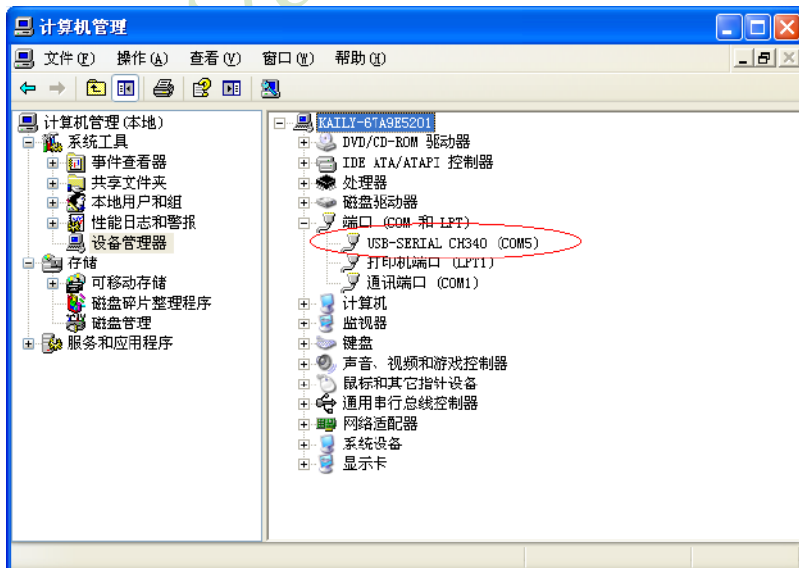 计算机管理
文件(F) 操作(A) 查看(V) 窗口(W) 帮助(H)
计算机管理(本地)
系统工具
事件查看器
共享文件夹
本地用户和组
性能日志和警报
设备管理器
存储
可移动存储
磁盘碎片整理程序
磁盘管理
服务和应用程序
KAILY-67A9E5201
DVD/CD-ROM 驱动器
IDE ATA/ATAPI 控制器
处理器
磁盘驱动器
端口 (COM 和 LPT)
USB-SERIAL CH340 (COM5)
打印机端口 (LPT1)
通讯端口 (COM1)
计算机
监视器
键盘
声音、视频和游戏控制器
鼠标和其它指针设备
通用串行总线控制器
网络适配器
系统设备
显示卡